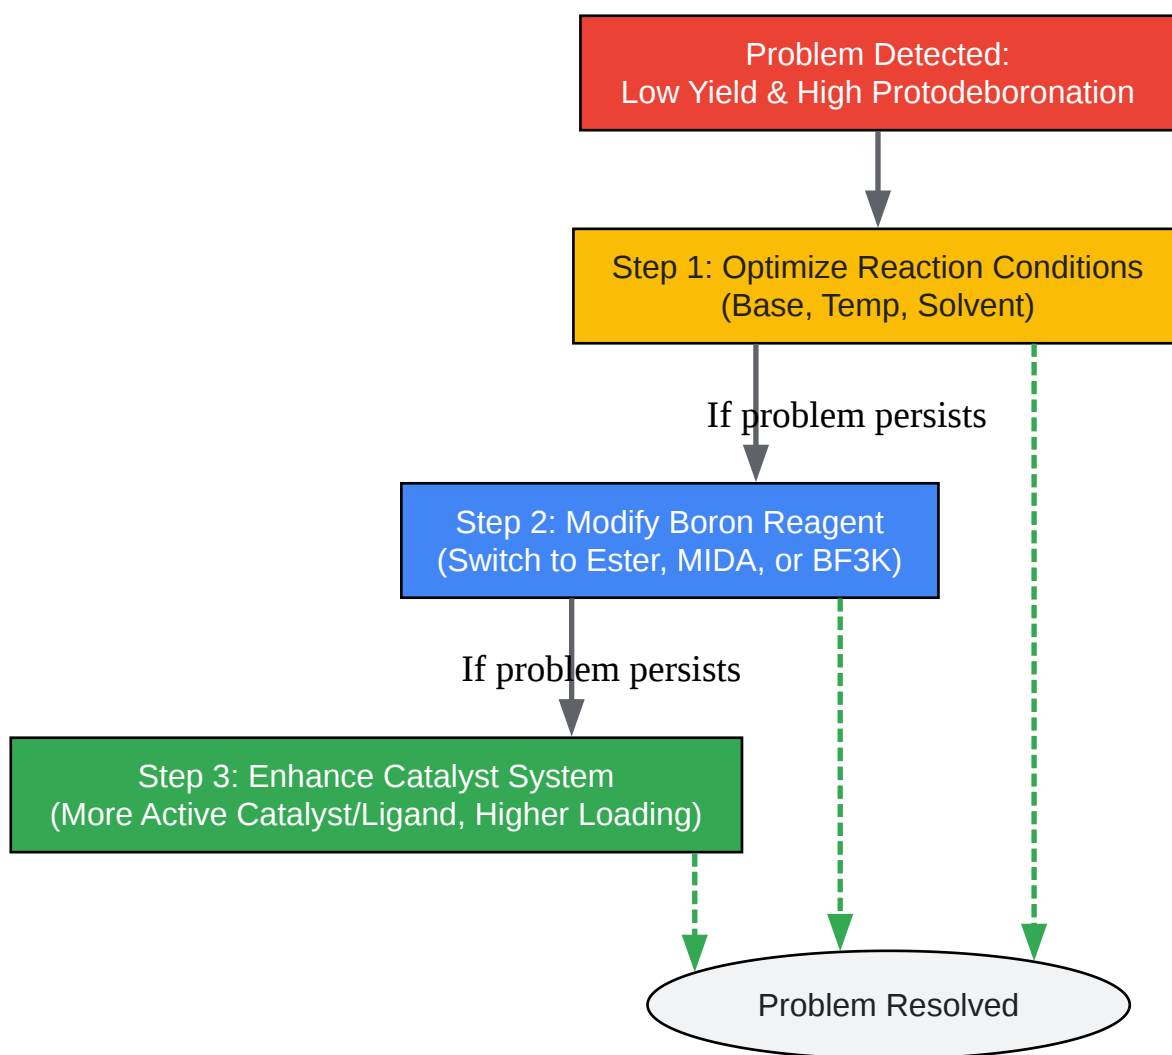 Problem Detected:
Low Yield & High Protodeboronation
Step 1: Optimize Reaction Conditions
(Base, Temp, Solvent)
If problem persists
Step 2: Modify Boron Reagent
(Switch to Ester, MIDA, or BF3K)
If problem persists
Step 3: Enhance Catalyst System
(More Active Catalyst/Ligand, Higher Loading)
Problem Resolved